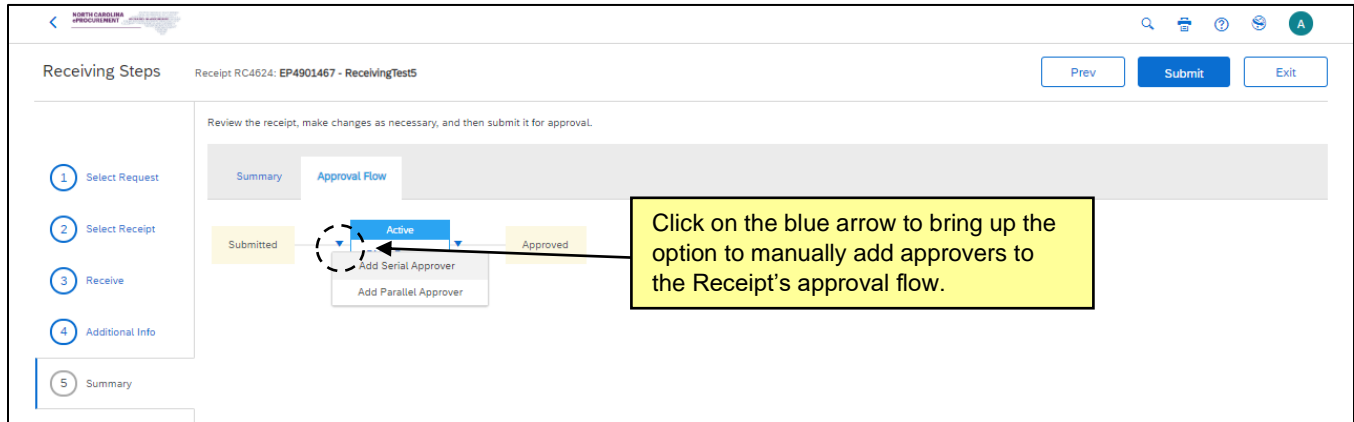 NORTH CAROLINA
ePROCUREMENT
A
Receiving Steps
Receipt RC4624: EP4901467 - ReceivingTest5
Prev
Submit
Exit
Review the receipt, make changes as necessary, and then submit it for approval.
1 Select Request
Summary
Approval Flow
2 Select Receipt
Submitted
Active
Approved
Add Serial Approver
Add Parallel Approver
Click on the blue arrow to bring up the
option to manually add approvers to
the Receipt's approval flow.
3 Receive
4 Additional Info
5 Summary